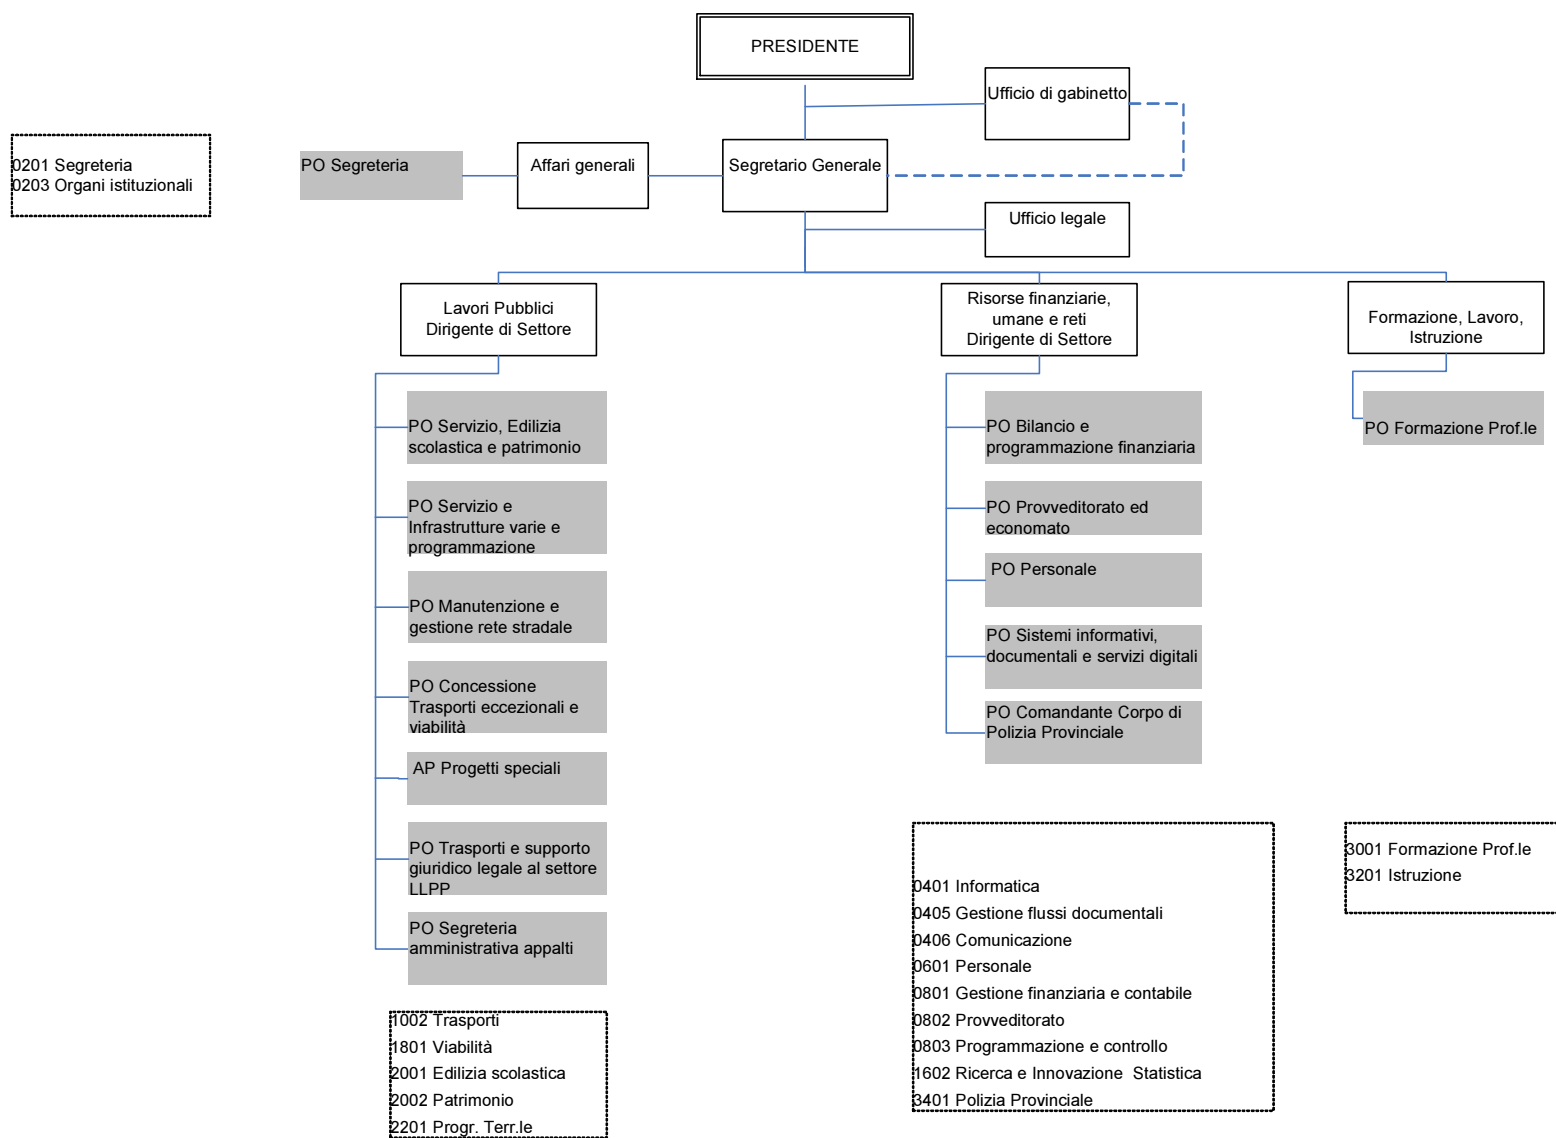 PRESIDENTE
Ufficio di gabinetto
0201 Segreteria
0203 Organi istituzionali
PO Segreteria
Affari generali
Segretario Generale
Ufficio legale
Lavori Pubblici
Dirigente di Settore
Risorse finanziarie,
umane e reti
Dirigente di Settore
Formazione, Lavoro,
Istruzione
PO Servizio, Edilizia
scolastica e patrimonio
PO Servizio e
Infrastrutture varie e
programmazione
PO Manutenzione e
gestione rete stradale
PO Concessione
Trasporti eccezionali e
viabilità
AP Progetti speciali
PO Trasporti e supporto
giuridico legale al settore
LLPP
PO Segreteria
amministrativa appalti
1002 Trasporti
1801 Viabilità
2001 Edilizia scolastica
2002 Patrimonio
2201 Progr. Terr.le
PO Bilancio e
programmazione finanziaria
PO Provveditorato ed
economato
PO Personale
PO Sistemi informativi,
documentali e servizi digitali
PO Comandante Corpo di
Polizia Provinciale
0401 Informatica
0405 Gestione flussi documentali
0406 Comunicazione
0601 Personale
0801 Gestione finanziaria e contabile
0802 Provveditorato
0803 Programmazione e controllo
1602 Ricerca e Innovazione  Statistica
3401 Polizia Provinciale
PO Formazione Prof.le
3001 Formazione Prof.le
3201 Istruzione